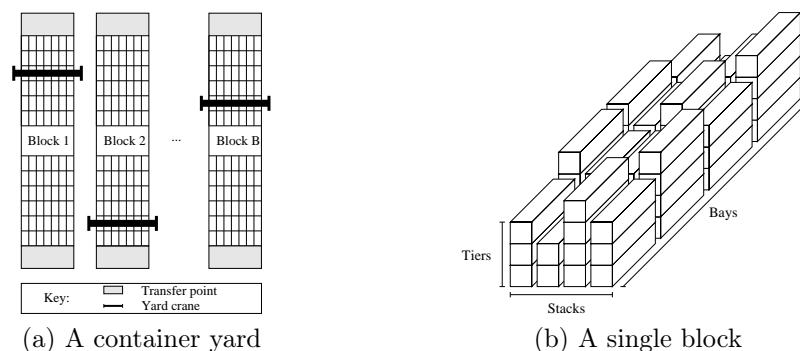 Block 1 Block 2 ... Block B
Key: Transfer point
Yard crane
(a) A container yard
Tiers
Stacks
Bays
(b) A single block